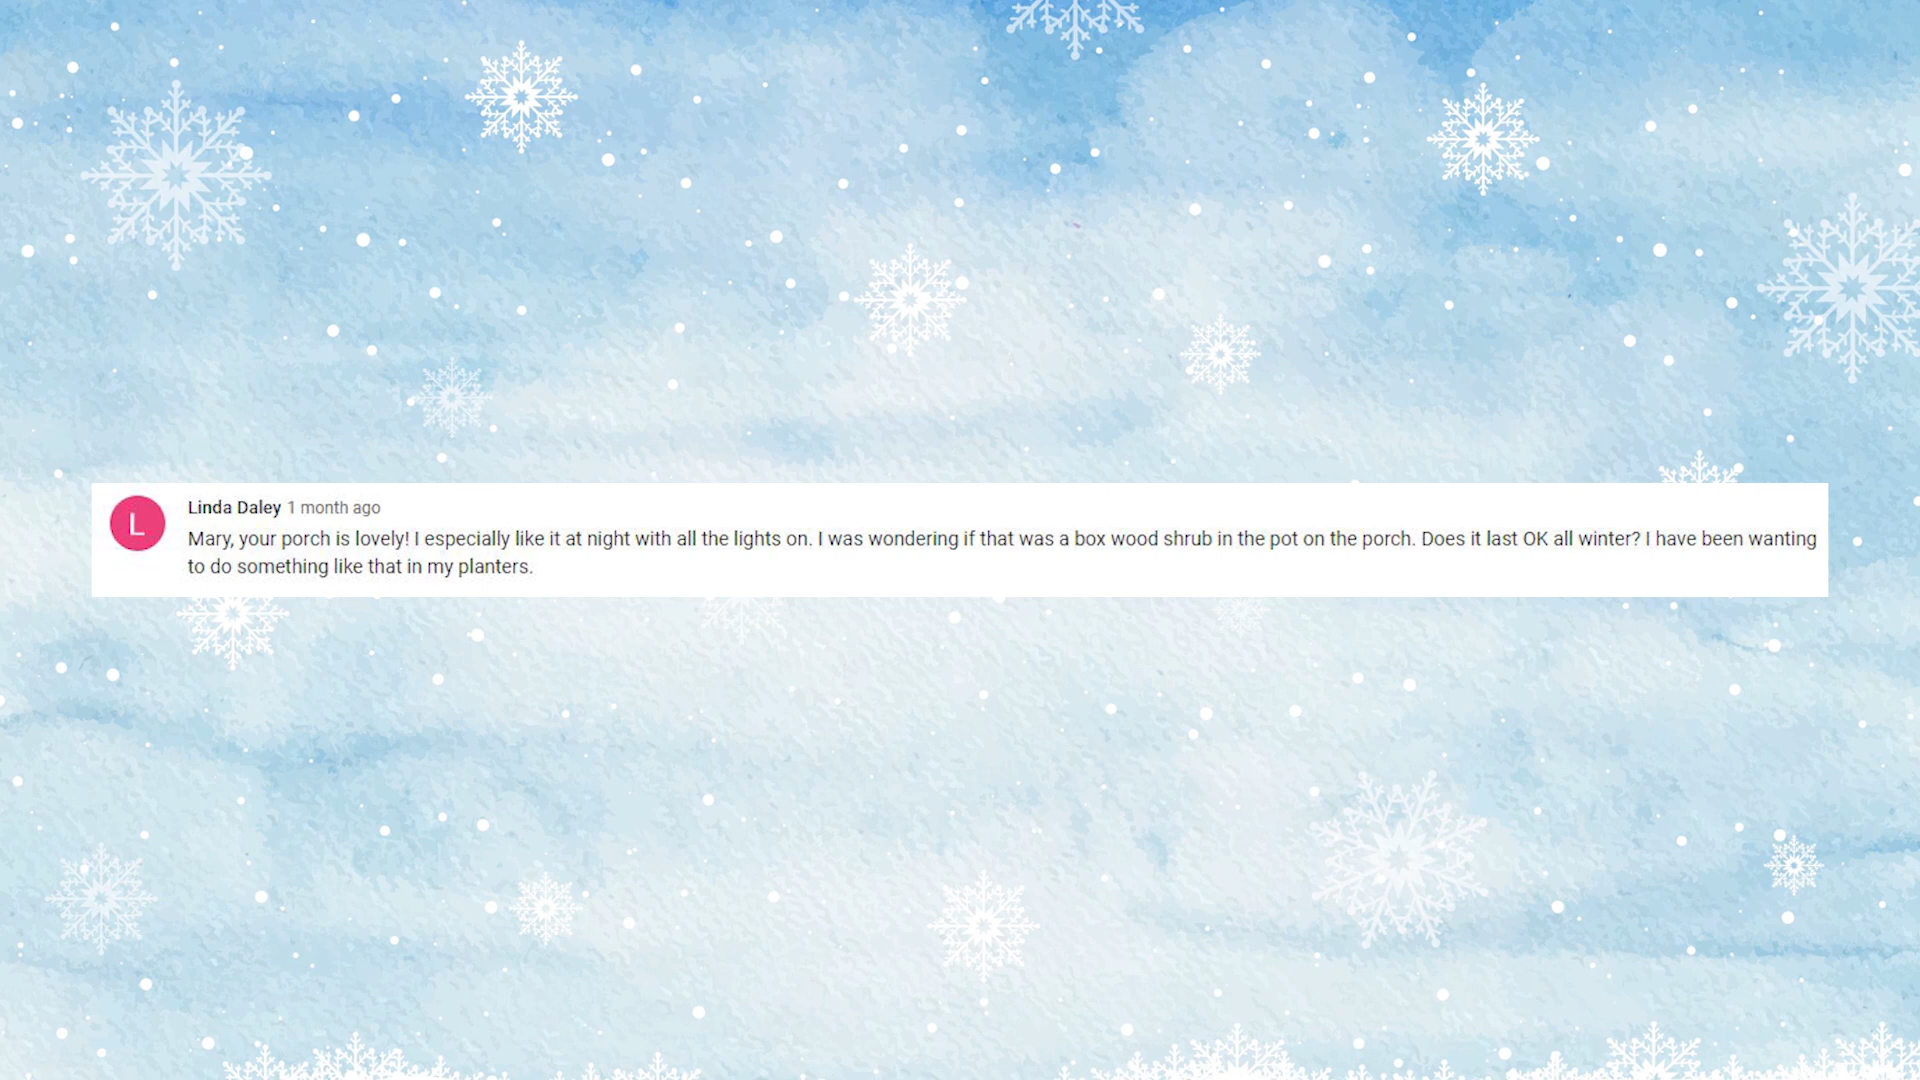 L
Linda Daley 1 month ago
Mary, your porch is lovely! I especially like it at night with all the lights on. I was wondering if that was a box wood shrub in the pot on the porch. Does it last OK all winter? I have been wanting
to do something like that in my planters.